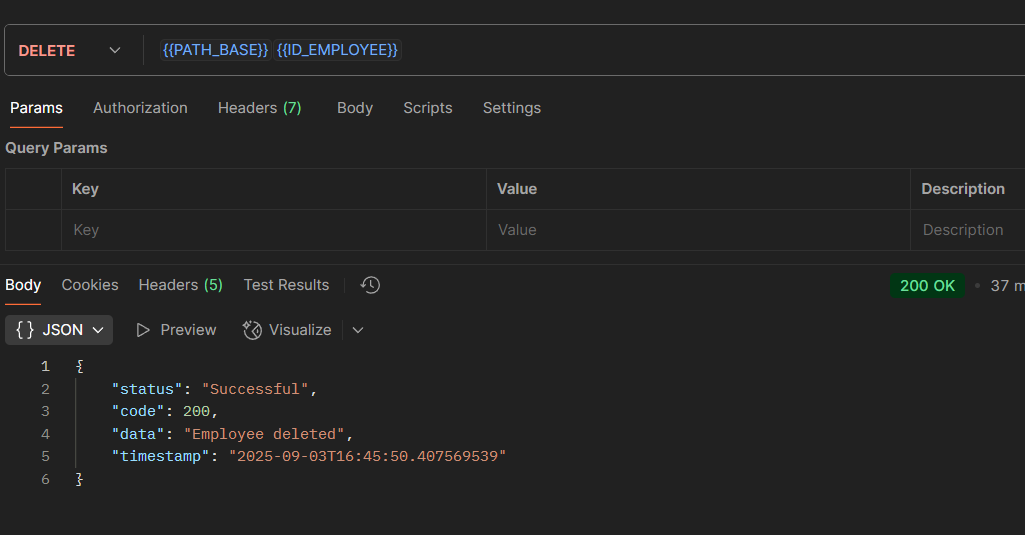 DELETE {{PATH_BASE}} {{ID_EMPLOYEE}}
Params Authorization Headers (7) Body Scripts Settings
Query Params
Key Value Description
Key Value Description
Body Cookies Headers (5) Test Results 200 OK • 37 m
{} JSON Preview Visualize
1 {
2 "status": "Successful",
3 "code": 200,
4 "data": "Employee deleted",
5 "timestamp": "2025-09-03T16:45:50.407569539"
6 }